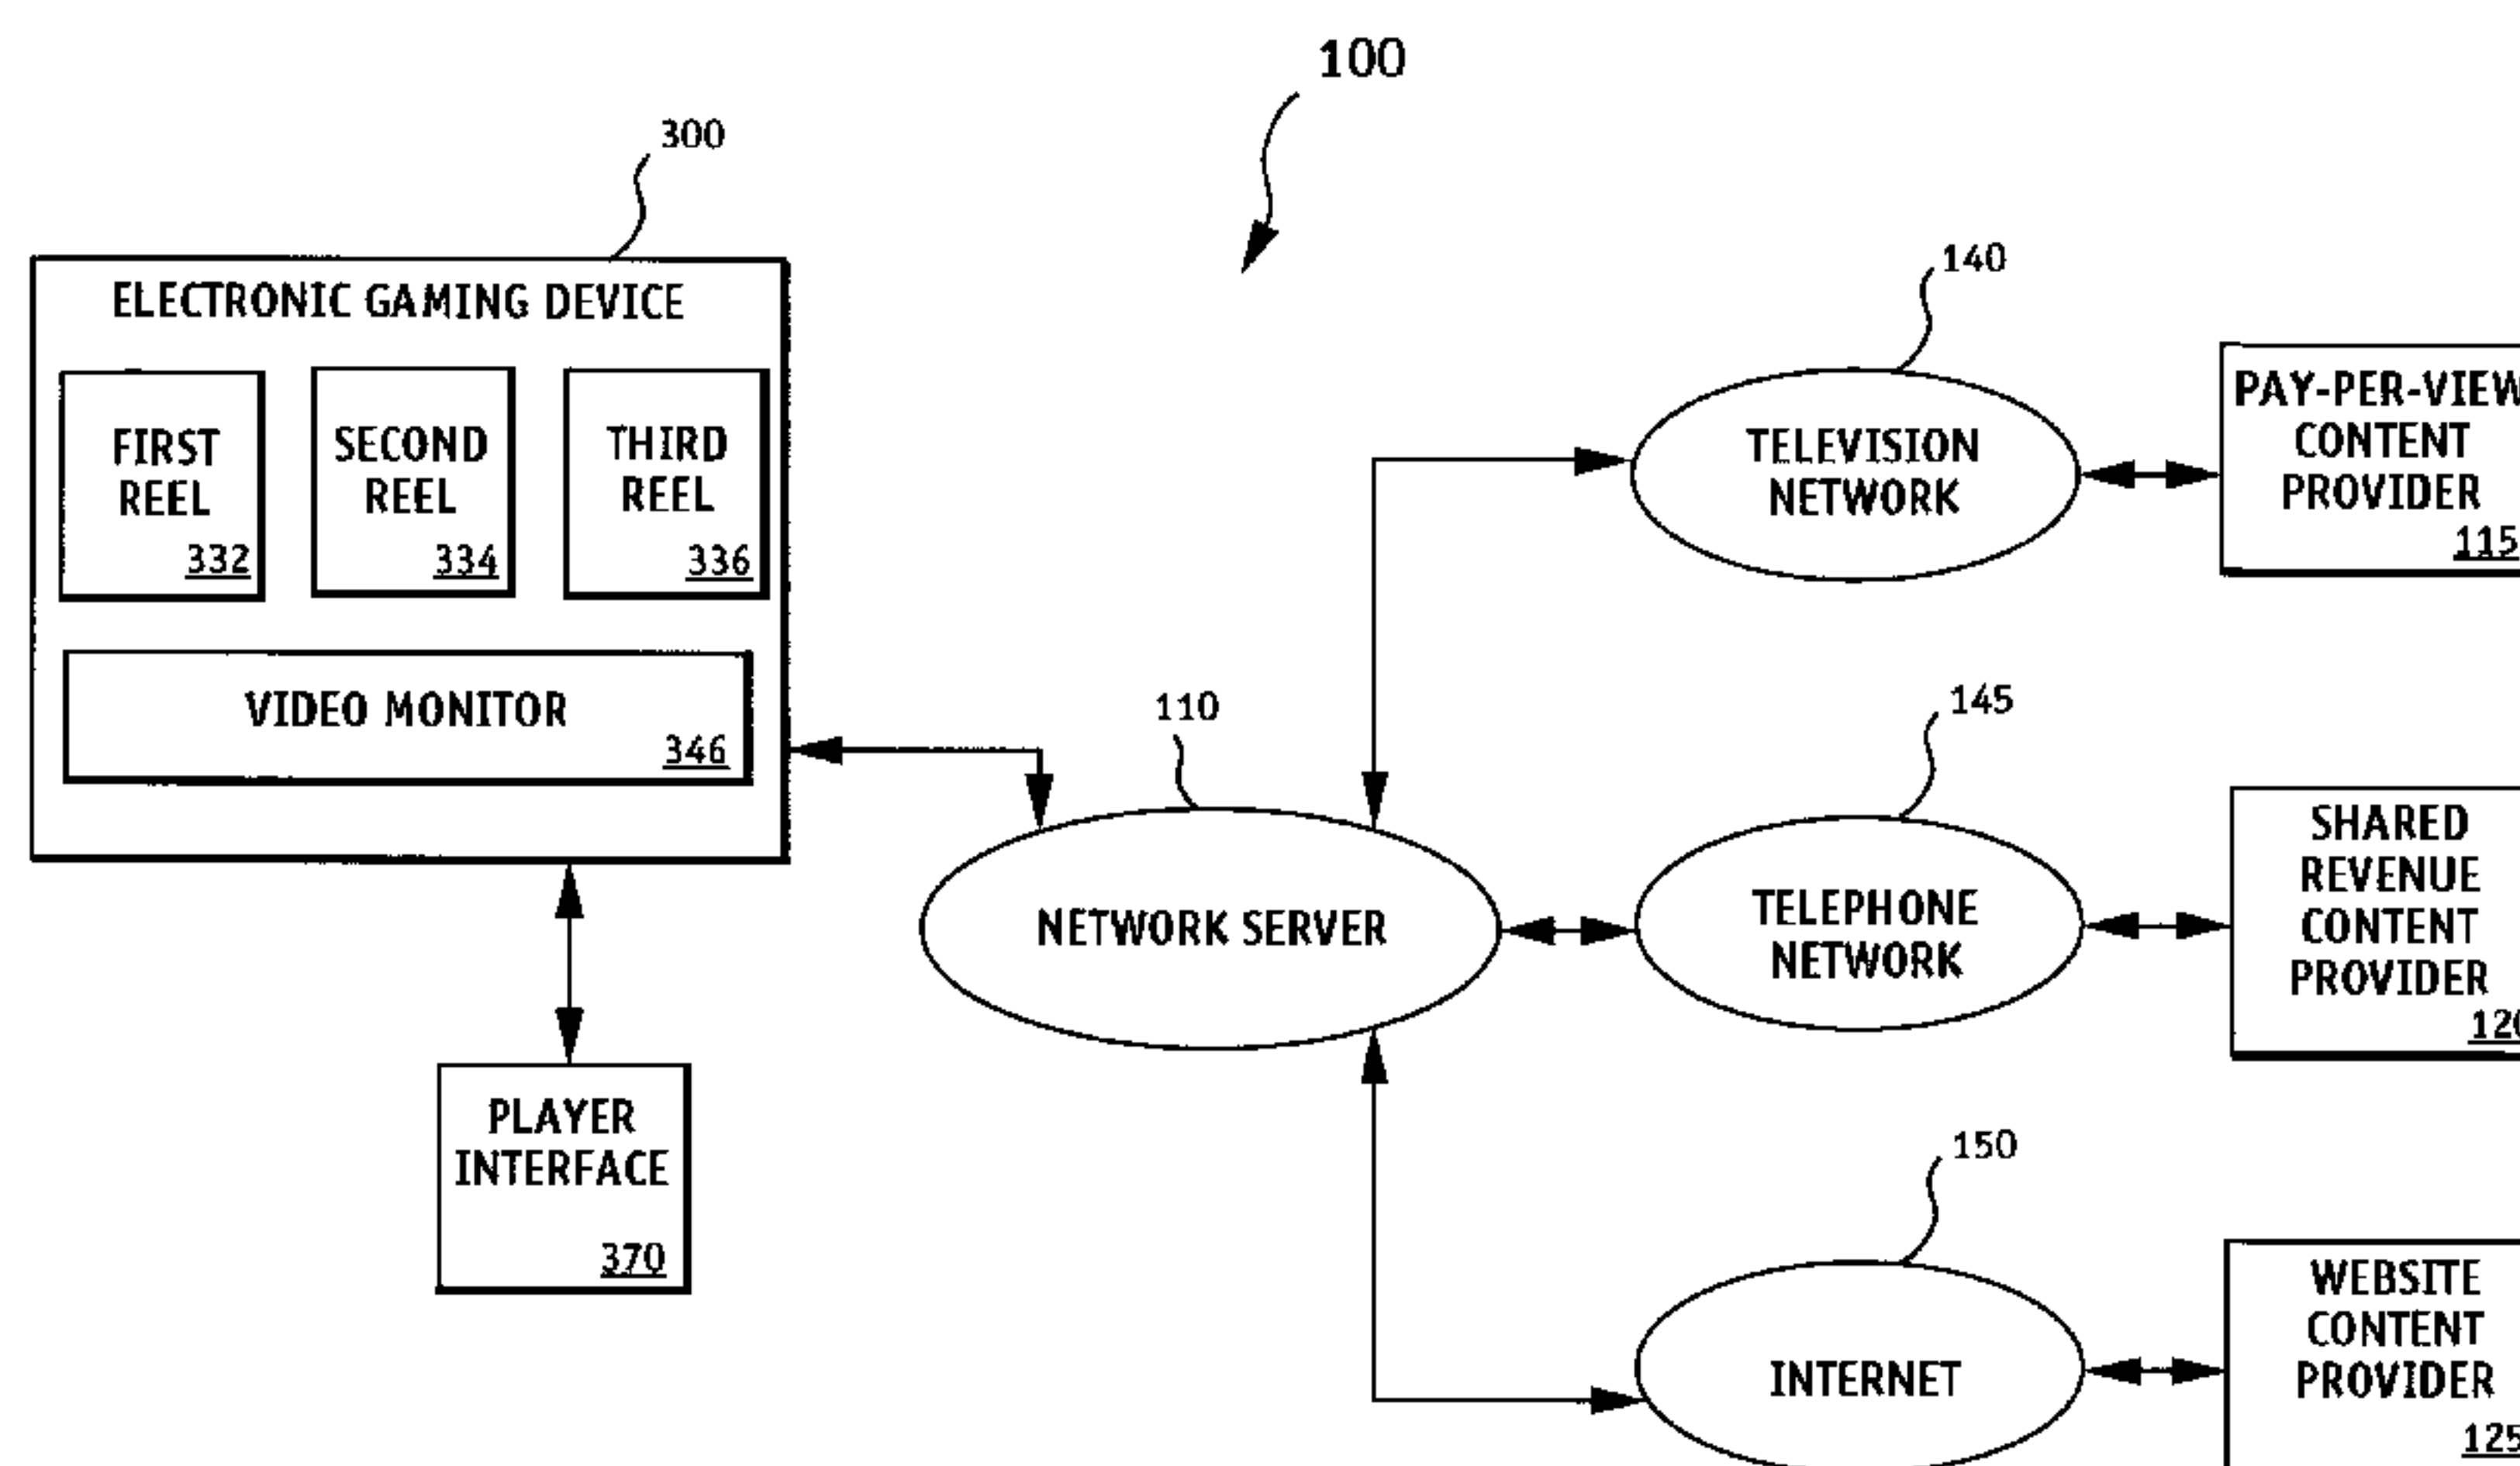 100
300
ELECTRONIC GAMING DEVICE
FIRST
REEL
332
SECOND
REEL
334
THIRD
REEL
336
VIDEO MONITOR
346
PLAYER
INTERFACE
370
110
NETWORK SERVER
140
TELEVISION
NETWORK
PAY-PER-VIEW
CONTENT
PROVIDER
115
145
TELEPHONE
NETWORK
SHARED
REVENUE
CONTENT
PROVIDER
120
150
INTERNET
WEBSITE
CONTENT
PROVIDER
125